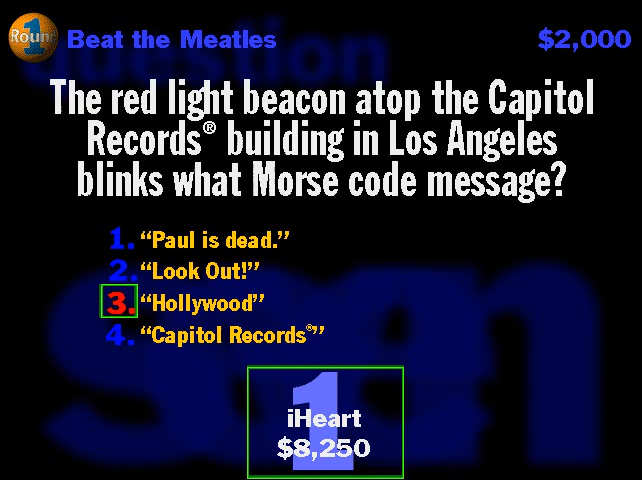 Round 1 Beat the Meatles $2,000
question
The red light beacon atop the Capitol
Records® building in Los Angeles
blinks what Morse code message?
1. “Paul is dead.”
2. “Look Out!”
3. “Hollywood”
4. “Capitol Records®”
1
iHeart
$8,250